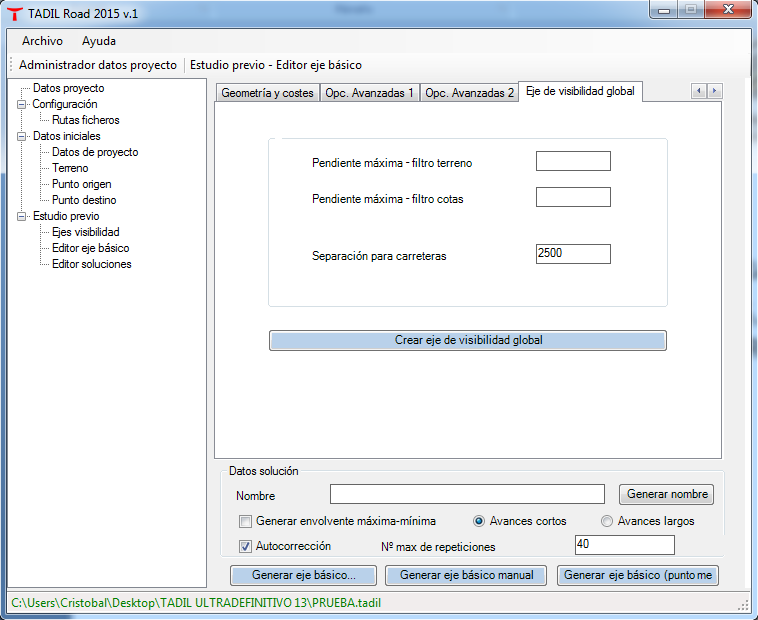 TADIL Road 2015 v.1
Archivo Ayuda
Administrador datos proyecto Estudio previo - Editor eje básico
Datos proyecto
Configuración
Rutas ficheros
Datos iniciales
Datos de proyecto
Terreno
Punto origen
Punto destino
Estudio previo
Ejes visibilidad
Editor eje básico
Editor soluciones
Geometría y costes Opc. Avanzadas 1 Opc. Avanzadas 2 Eje de visibilidad global
Pendiente máxima - filtro terreno
Pendiente máxima - filtro cotas
Separación para carreteras 2500
Crear eje de visibilidad global
Datos solución
Nombre Generar nombre
Generar envolvente máxima-mínima Avances cortos Avances largos
Autocorrección Nº max de repeticiones 40
Generar eje básico... Generar eje básico manual Generar eje básico (punto me
C:\Users\Cristobal\Desktop\TADIL ULTRADEFINITIVO 13\PRUEBA.tadil